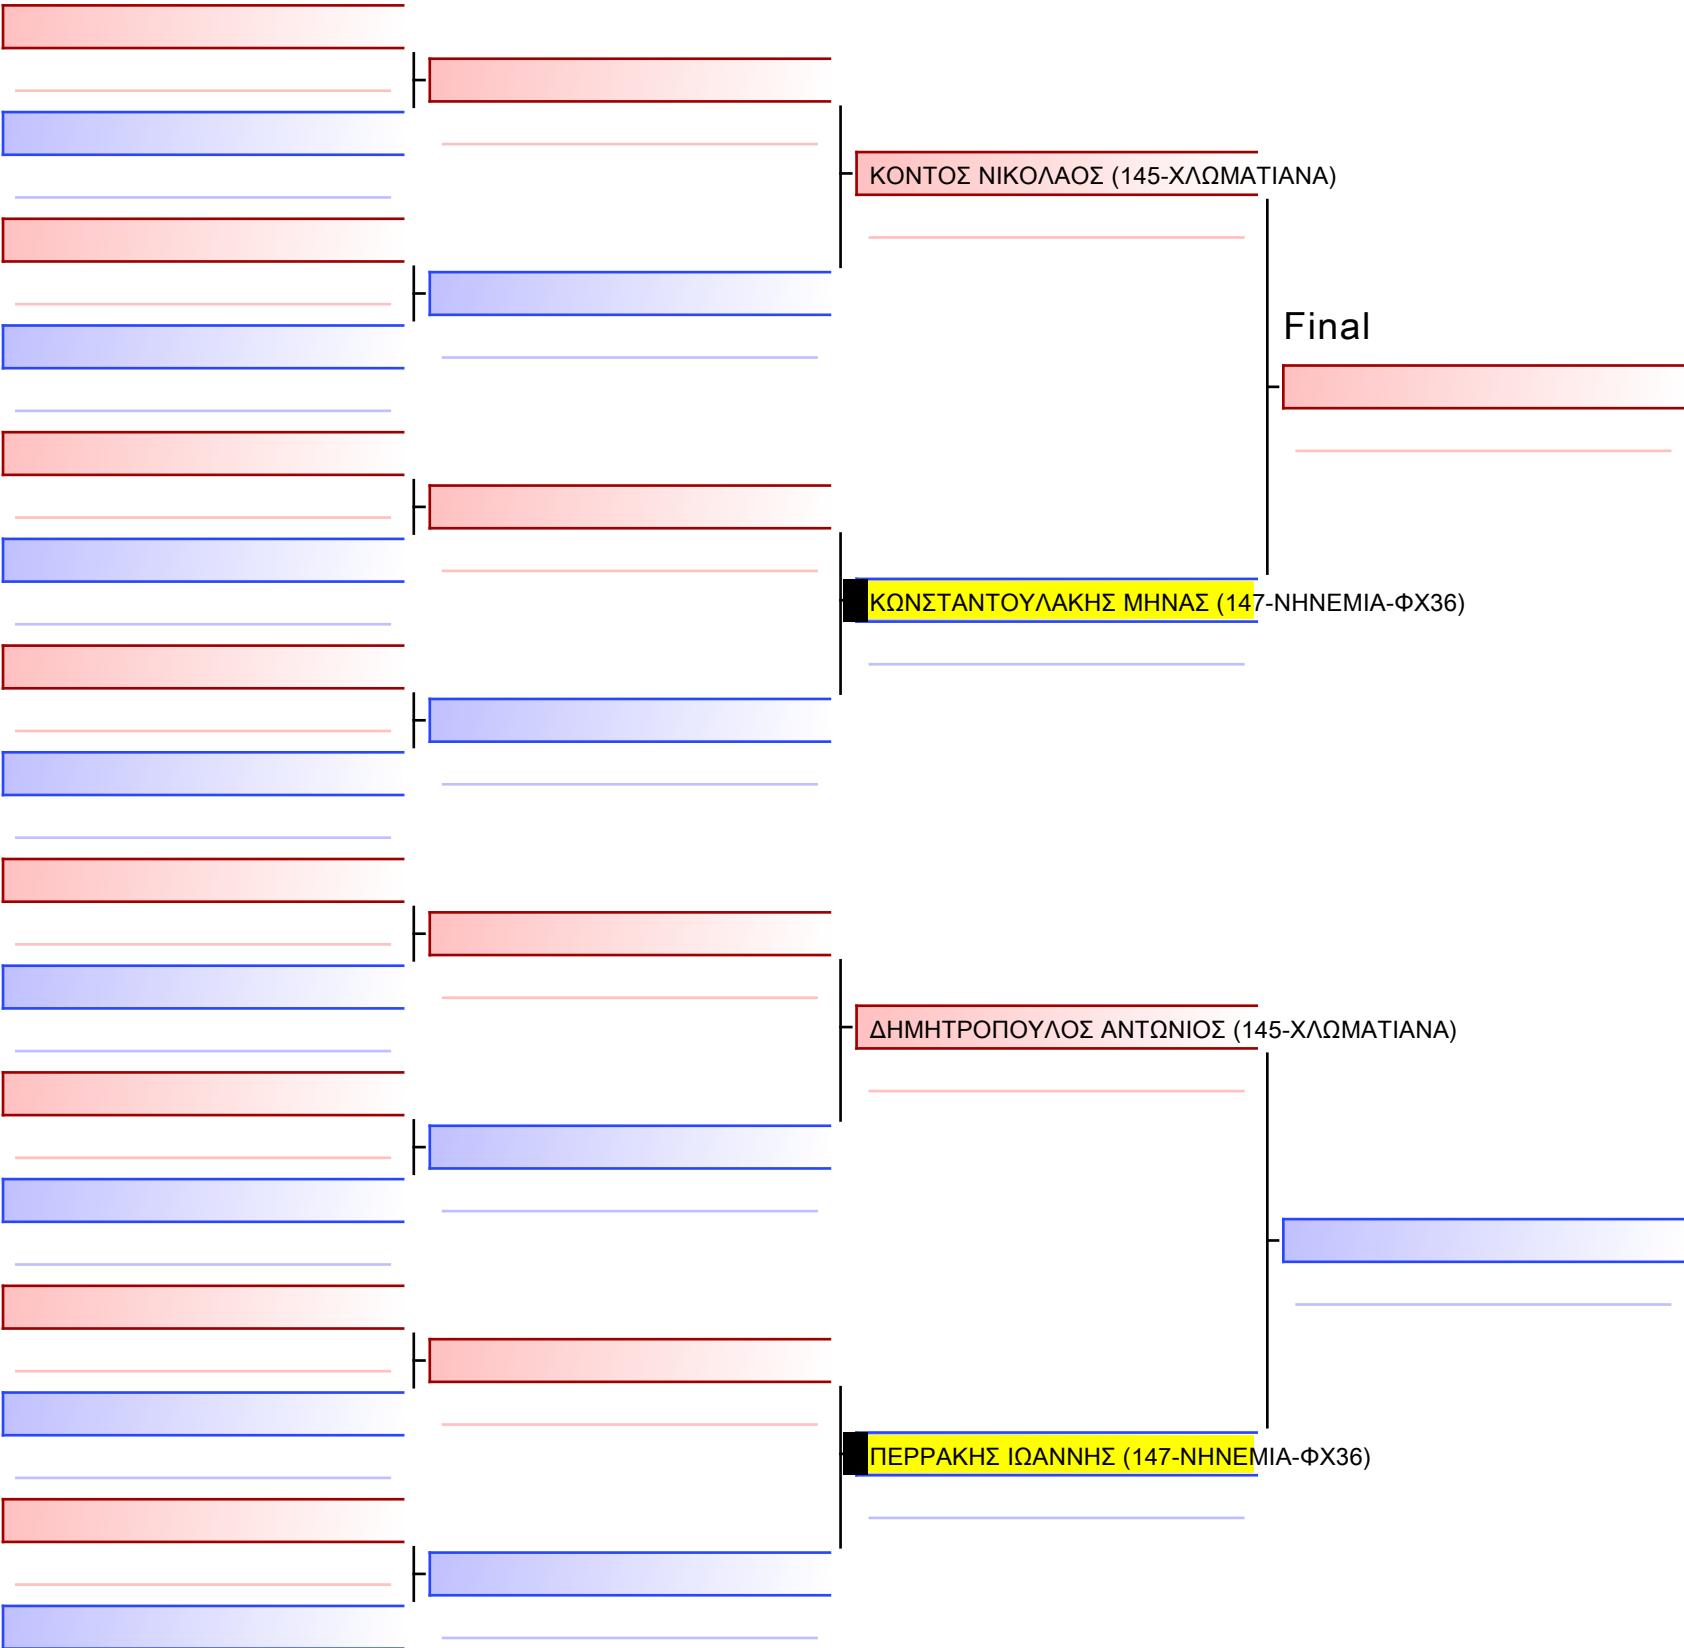 ΚΟΝΤΟΣ ΝΙΚΟΛΑΟΣ (145-ΧΛΩΜΑΤΙΑΝΑ)
Final
ΚΩΝΣΤΑΝΤΟΥΛΑΚΗΣ ΜΗΝΑΣ (147-ΝΗΝΕΜΙΑ-ΦΧ36)
ΔΗΜΗΤΡΟΠΟΥΛΟΣ ΑΝΤΩΝΙΟΣ (145-ΧΛΩΜΑΤΙΑΝΑ)
ΠΕΡΡΑΚΗΣ ΙΩΑΝΝΗΣ (147-ΝΗΝΕΜΙΑ-ΦΧ36)